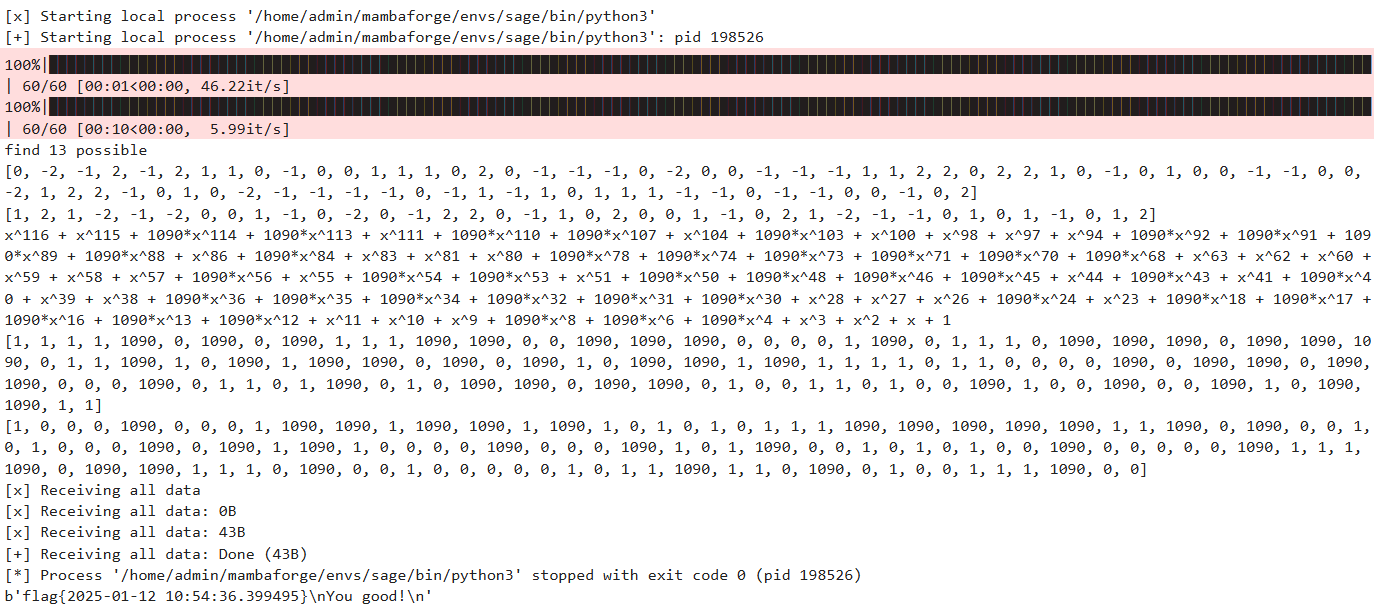 [x] Starting local process '/home/admin/mambaforge/envs/sage/bin/python3'
[+] Starting local process '/home/admin/mambaforge/envs/sage/bin/python3': pid 198526
100%|
| 60/60 [00:01<00:00, 46.22it/s]
100%|
| 60/60 [00:10<00:00,  5.99it/s]
find 13 possible
[0, -2, -1, 2, -1, 2, 1, 1, 0, -1, 0, 0, 1, 1, 1, 0, 2, 0, -1, -1, -1, 0, -2, 0, 0, -1, -1, -1, 1, 1, 2, 2, 0, 2, 2, 1, 0, -1, 0, 1, 0, 0, -1, -1, 0, 0,
-2, 1, 2, 2, -1, 0, 1, 0, -2, -1, -1, -1, -1, 0, -1, 1, -1, 1, 0, 1, 1, 1, -1, -1, 0, -1, -1, 0, 0, -1, 0, 2]
[1, 2, 1, -2, -1, -2, 0, 0, 1, -1, 0, -2, 0, -1, 2, 2, 0, -1, 1, 0, 2, 0, 0, 1, -1, 0, 2, 1, -2, -1, -1, 0, 1, 0, 1, -1, 0, 1, 2]
x^116 + x^115 + 1090*x^114 + 1090*x^113 + x^111 + 1090*x^110 + 1090*x^107 + x^104 + 1090*x^103 + x^100 + x^98 + x^97 + x^94 + 1090*x^92 + 1090*x^91 + 109
0*x^89 + 1090*x^88 + x^86 + 1090*x^84 + x^83 + x^81 + x^80 + 1090*x^78 + 1090*x^74 + 1090*x^73 + 1090*x^71 + 1090*x^70 + 1090*x^68 + x^63 + x^62 + x^60 +
x^59 + x^58 + x^57 + 1090*x^56 + x^55 + 1090*x^54 + 1090*x^53 + x^51 + 1090*x^50 + 1090*x^48 + 1090*x^46 + 1090*x^45 + x^44 + 1090*x^43 + x^41 + 1090*x^4
0 + x^39 + x^38 + 1090*x^36 + 1090*x^35 + 1090*x^34 + 1090*x^32 + 1090*x^31 + 1090*x^30 + x^28 + x^27 + x^26 + 1090*x^24 + x^23 + 1090*x^18 + 1090*x^17 +
1090*x^16 + 1090*x^13 + 1090*x^12 + x^11 + x^10 + x^9 + 1090*x^8 + 1090*x^6 + 1090*x^4 + x^3 + x^2 + x + 1
[1, 1, 1, 1, 1090, 0, 1090, 0, 1090, 1, 1, 1, 1090, 1090, 0, 0, 1090, 1090, 1090, 0, 0, 0, 0, 1, 1090, 0, 1, 1, 1, 0, 1090, 1090, 1090, 0, 1090, 1090, 10
90, 0, 1, 1, 1090, 1, 0, 1090, 1, 1090, 1090, 0, 1090, 0, 1090, 1, 0, 1090, 1090, 1, 1090, 1, 1, 1, 1, 0, 1, 1, 0, 0, 0, 0, 1090, 0, 1090, 1090, 0, 1090,
1090, 0, 0, 0, 1090, 0, 1, 1, 0, 1, 1090, 0, 1, 0, 1090, 1090, 0, 1090, 1090, 0, 1, 0, 0, 1, 1, 0, 1, 0, 0, 1090, 1, 0, 0, 1090, 0, 0, 1090, 1, 0, 1090,
1090, 1, 1]
[1, 0, 0, 0, 1090, 0, 0, 0, 1, 1090, 1090, 1, 1090, 1090, 1, 1090, 1, 0, 1, 0, 1, 0, 1, 1, 1, 1090, 1090, 1090, 1090, 1090, 1, 1, 1090, 0, 1090, 0, 0, 1,
0, 1, 0, 0, 0, 1090, 0, 1090, 1, 1090, 1, 0, 0, 0, 0, 1090, 0, 0, 0, 1090, 1, 0, 1, 1090, 0, 0, 1, 0, 1, 0, 1, 0, 0, 1090, 0, 0, 0, 0, 0, 1090, 1, 1, 1,
1090, 0, 1090, 1090, 1, 1, 1, 0, 1090, 0, 0, 1, 0, 0, 0, 0, 0, 1, 0, 1, 1, 1090, 1, 1, 0, 1090, 0, 1, 0, 0, 1, 1, 1, 1090, 0, 0]
[x] Receiving all data
[x] Receiving all data: 0B
[x] Receiving all data: 43B
[+] Receiving all data: Done (43B)
[*] Process '/home/admin/mambaforge/envs/sage/bin/python3' stopped with exit code 0 (pid 198526)
b'flag{2025-01-12 10:54:36.399495}\nYou good!\n'